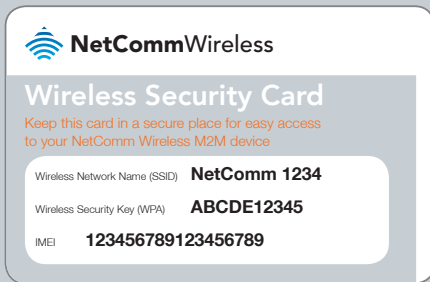 NetCommWireless
Wireless Security Card
Keep this card in a secure place for easy access
to your NetComm Wireless M2M device
Wireless Network Name (SSID) NetComm 1234
Wireless Security Key (WPA) ABCDE12345
IMEI 123456789123456789